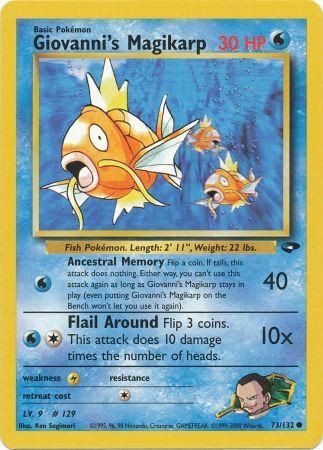 Basic Pokémon
Giovanni's Magikarp 30 HP
Fish Pokémon. Length: 2' 11", Weight: 22 lbs.
Ancestral Memory Flip a coin. If tails, this
attack does nothing. Either way, you can't use this
attack again as long as Giovanni's Magikarp stays in
play (even putting Giovanni's Magikarp on the
Bench won't let you use it again).
40
Flail Around Flip 3 coins.
This attack does 10 damage
times the number of heads.
10x
weakness resistance
retreat cost
LV. 9 # 129
Illus. Ken Sugimori
©1995, 96, 98 Nintendo, Creatures, GAMEFREAK. ©1999-2000 Wizards.
73/132